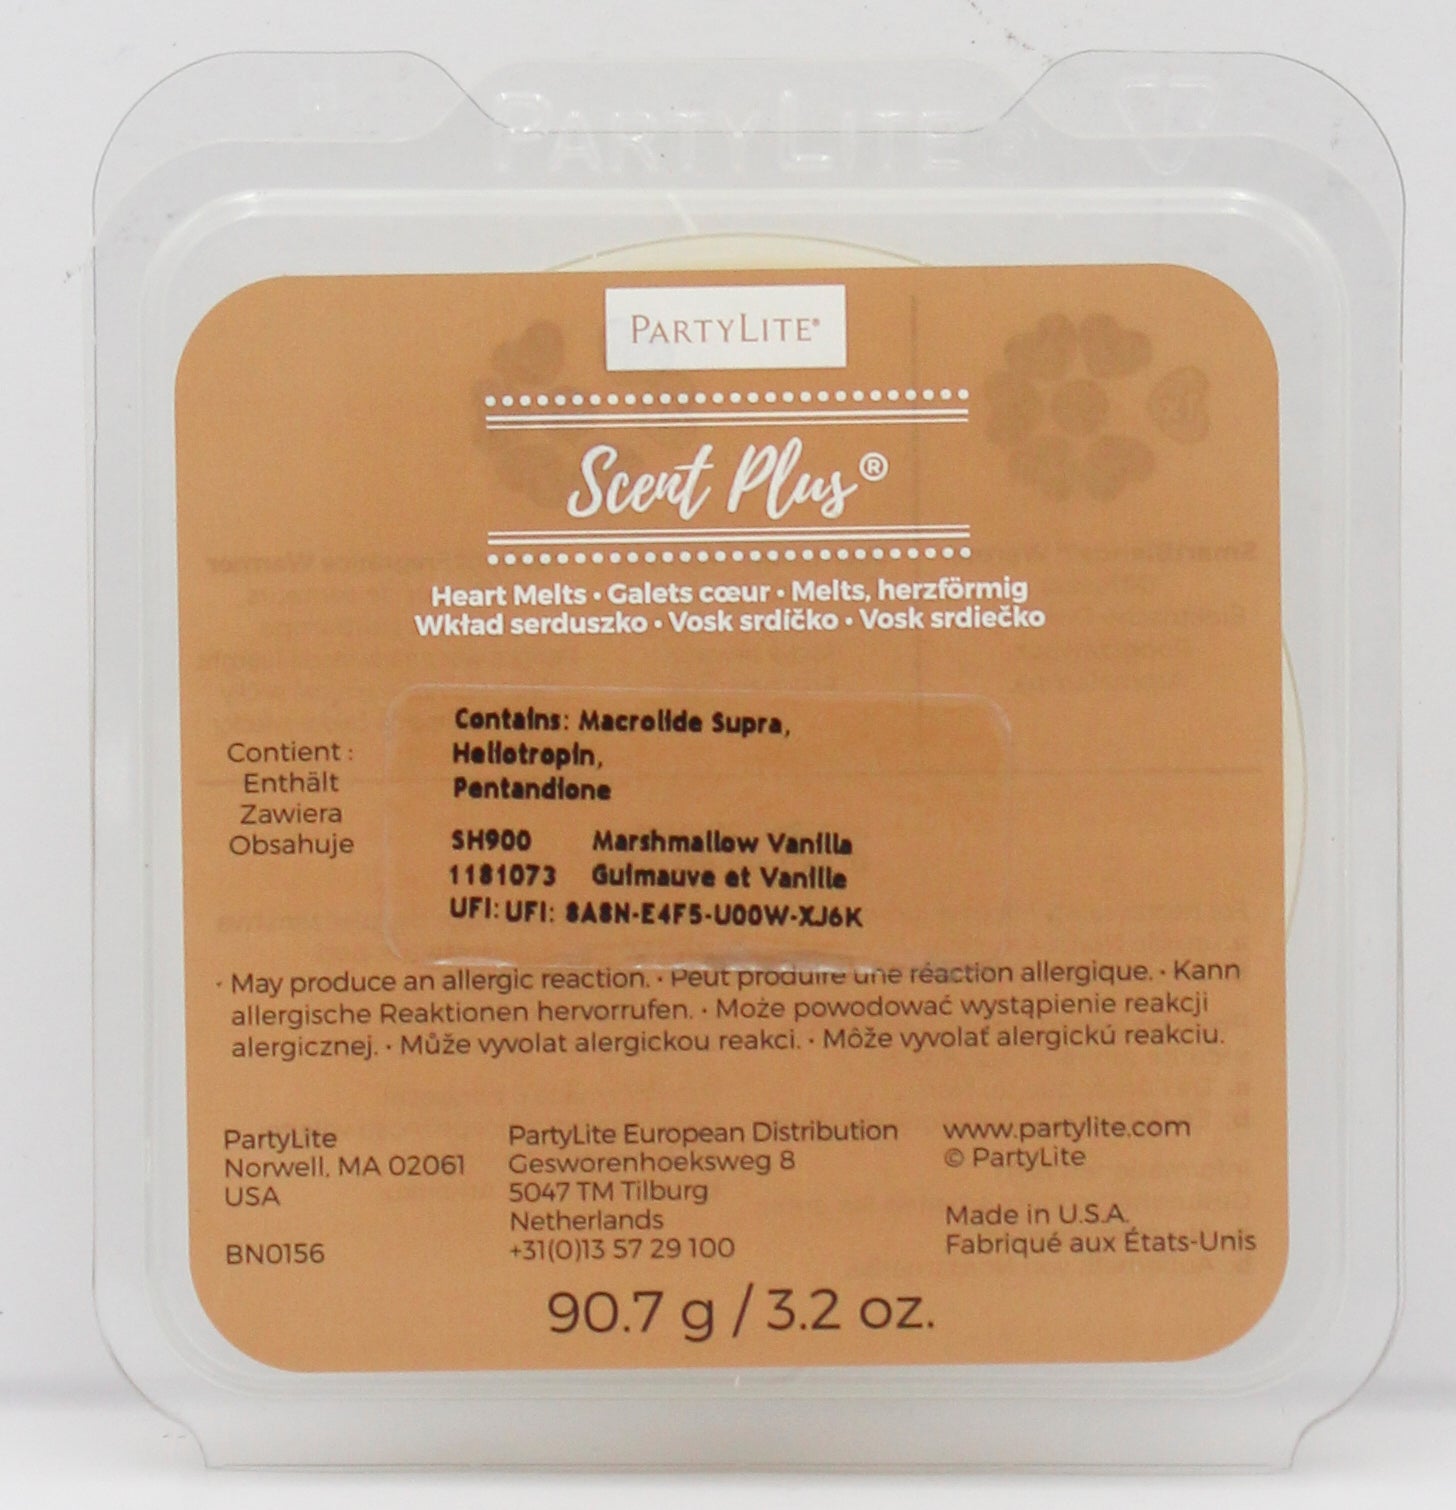 PARTYLITE®
PARTYLITE®
Scent Plus®
Heart Melts • Galets cœur • Melts, herzförmig
Wkład serduszko • Vosk srdíčko • Vosk srdiečko
Contient :
Enthält
Zawiera
Obsahuje
Contains: Macrolide Supra,
Heliotropin,
Pentandione
SH900 Marshmallow Vanilla
1181073 Guimauve et Vanille
UFI: UFI: 8A8N-E4F5-U00W-XJ6K
• May produce an allergic reaction. • Peut produire une réaction allergique. • Kann
allergische Reaktionen hervorrufen. • Może powodować wystąpienie reakcji
alergicznej. • Může vyvolat alergickou reakci. • Môže vyvolať alergickú reakciu.
PartyLite
Norwell, MA 02061
USA
BN0156
PartyLite European Distribution
Gesworenhoeksweg 8
5047 TM Tilburg
Netherlands
+31(0)13 57 29 100
www.partylite.com
© PartyLite
Made in U.S.A.
Fabriqué aux États-Unis
90.7 g / 3.2 oz.